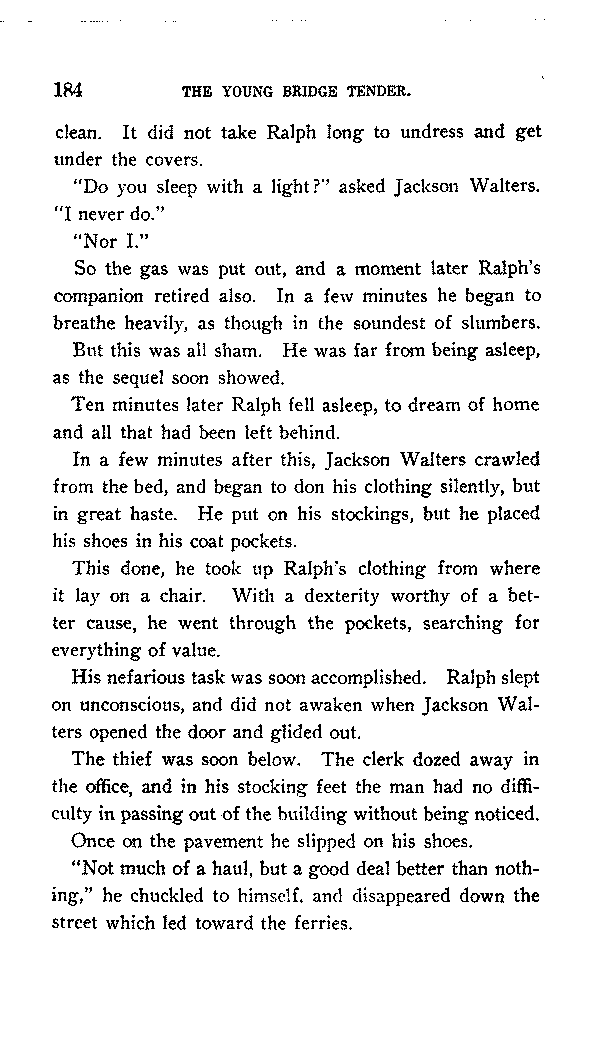 184 THE YOUNG BRIDGE TENDER.
clean. It did not take Ralph long to undress and get
under the covers.
"Do you sleep with a light?" asked Jackson Walters.
"I never do."
"Nor I."
So the gas was put out, and a moment later Ralph's
companion retired also. In a few minutes he began to
breathe heavily, as though in the soundest of slumbers.
But this was all sham. He was far from being asleep,
as the sequel soon showed.
Ten minutes later Ralph fell asleep, to dream of home
and all that had been left behind.
In a few minutes after this, Jackson Walters crawled
from the bed, and began to don his clothing silently, but
in great haste. He put on his stockings, but he placed
his shoes in his coat pockets.
This done, he took up Ralph's clothing from where
it lay on a chair. With a dexterity worthy of a bet-
ter cause, he went through the pockets, searching for
everything of value.
His nefarious task was soon accomplished. Ralph slept
on unconscious, and did not awaken when Jackson Wal-
ters opened the door and glided out.
The thief was soon below. The clerk dozed away in
the office, and in his stocking feet the man had no diffi-
culty in passing out of the building without being noticed.
Once on the pavement he slipped on his shoes.
"Not much of a haul, but a good deal better than noth-
ing," he chuckled to himself. and disappeared down the
street which led toward the ferries.